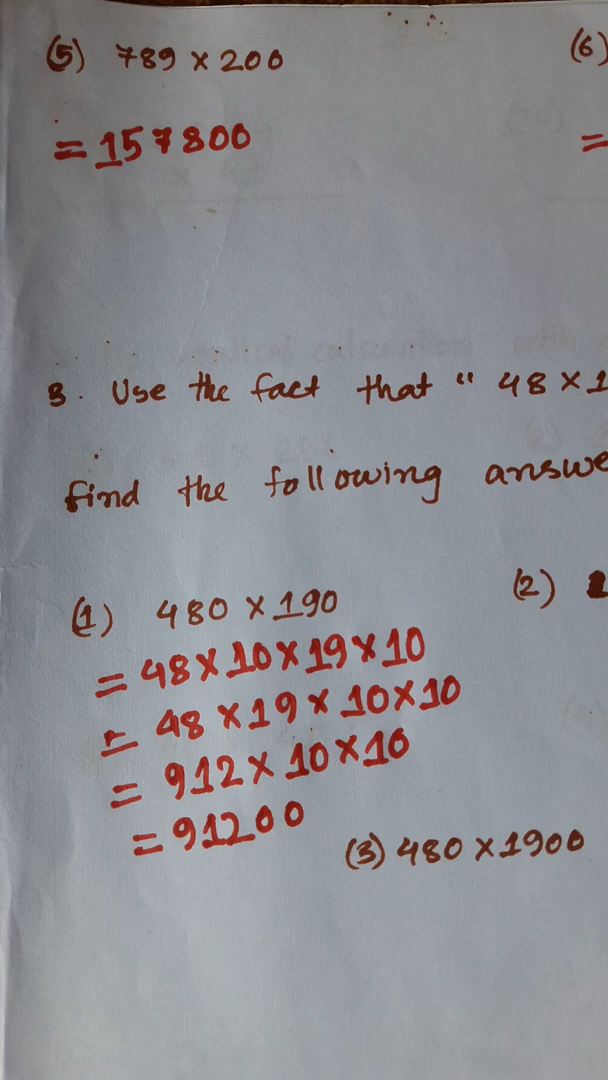 (5) 789 × 200 (6)
= 157800 =
3. Use the fact that " 48 × 1
find the following answe
(1) 480 × 190 (2)
= 48 × 10 × 19 × 10
= 48 × 19 × 10 × 10
= 912 × 10 × 10
= 91200
(3) 480 × 1900